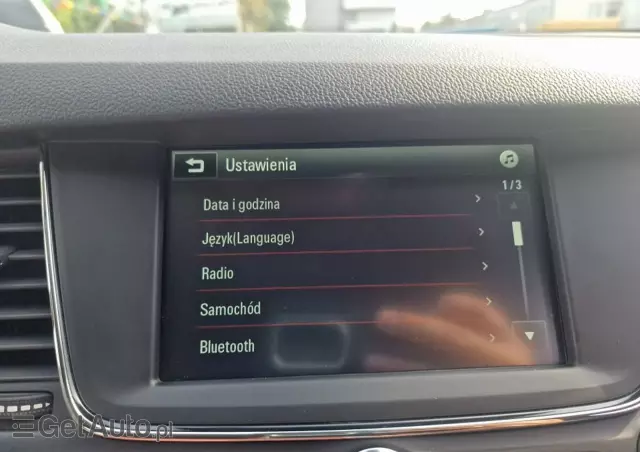 Ustawienia
1/3
Data i godzina
Język(Language)
Radio
Samochód
Bluetooth
GetAuto.pl